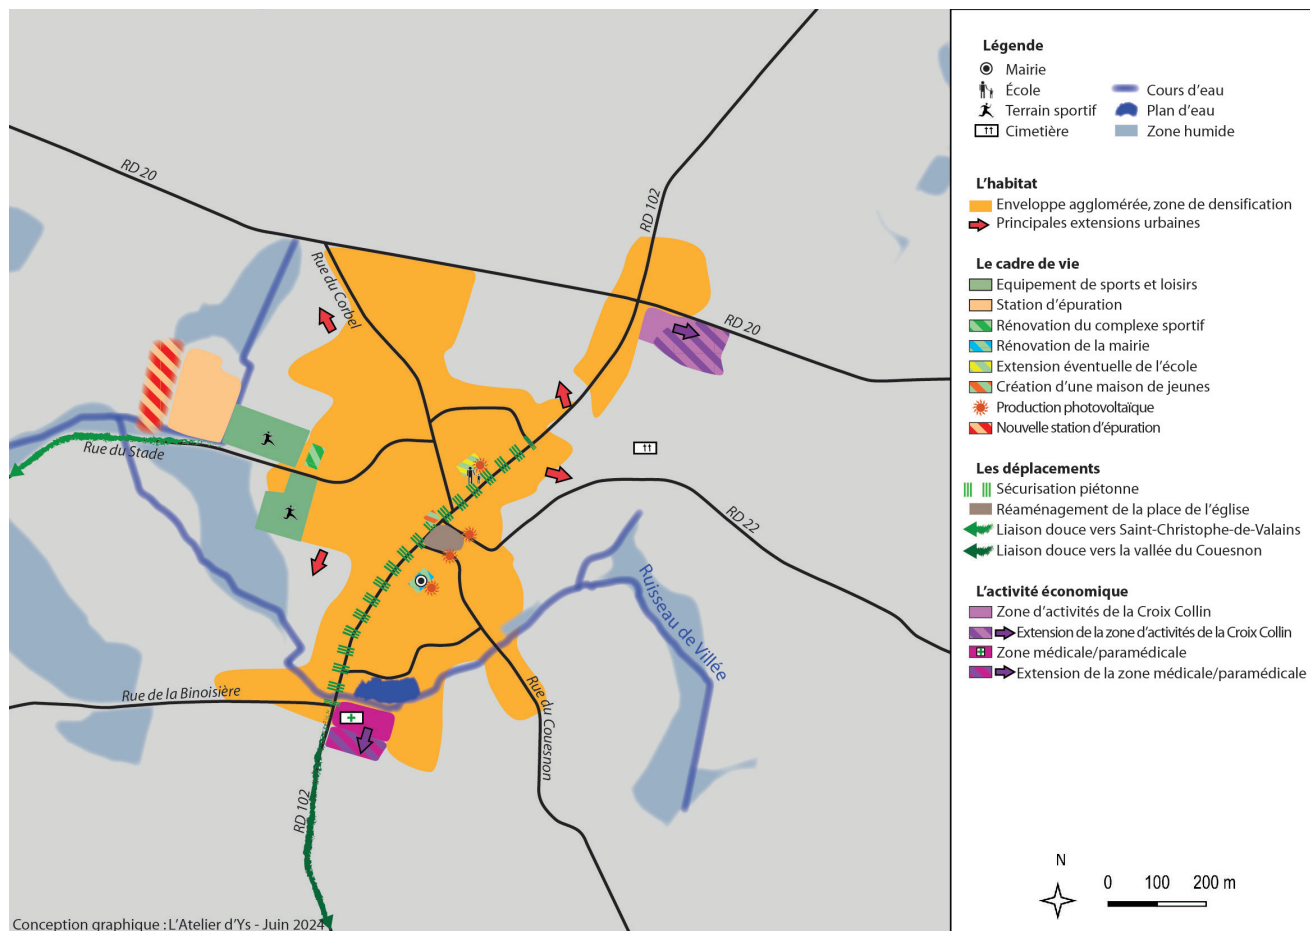 RD 20
RD 102
Rue du Corbel
RD 20
Rue du Stade
RD 22
Ruisseau de Villée
Rue de la Binoisière
Rue du Couesnon
RD 102
Conception graphique : L'Atelier d'Ys - Juin 2024
Légende
Mairie
École
Terrain sportif
Cimetière
Cours d'eau
Plan d'eau
Zone humide
L'habitat
Enveloppe agglomérée, zone de densification
Principales extensions urbaines
Le cadre de vie
Equipement de sports et loisirs
Station d'épuration
Rénovation du complexe sportif
Rénovation de la mairie
Extension éventuelle de l'école
Création d'une maison de jeunes
Production photovoltaïque
Nouvelle station d'épuration
Les déplacements
Sécurisation piétonne
Réaménagement de la place de l'église
Liaison douce vers Saint-Christophe-de-Valains
Liaison douce vers la vallée du Couesnon
L'activité économique
Zone d'activités de la Croix Collin
Extension de la zone d'activités de la Croix Collin
Zone médicale/paramédicale
Extension de la zone médicale/paramédicale
N
0 100 200 m